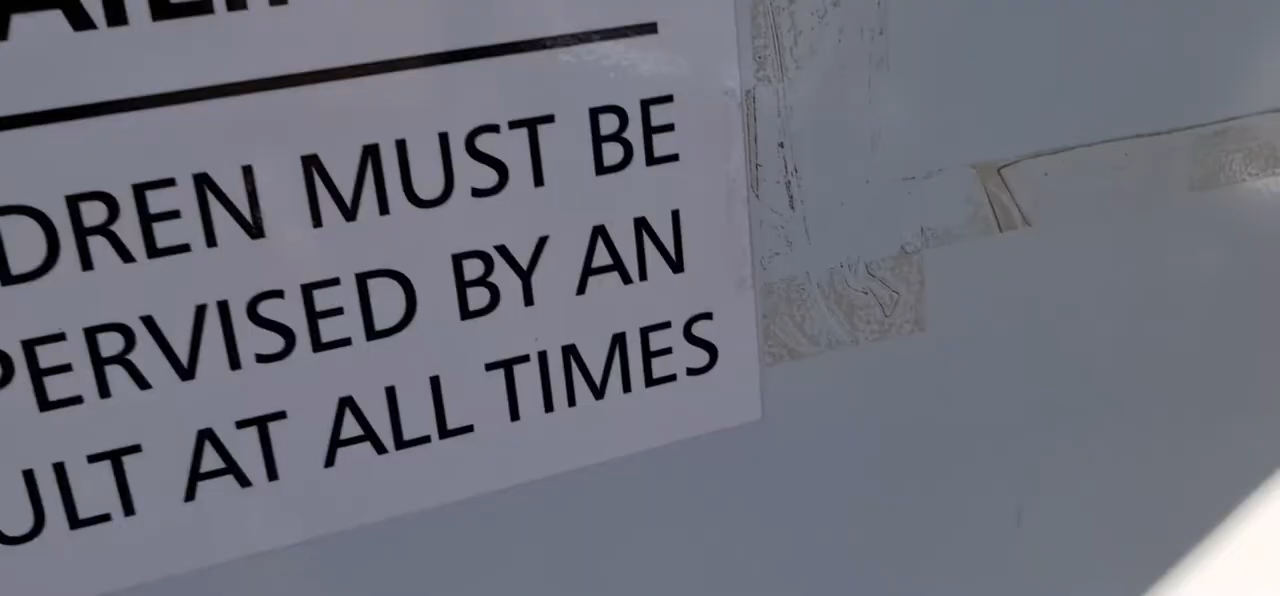 DREN MUST BE
PERVISED BY AN
ULT AT ALL TIMES